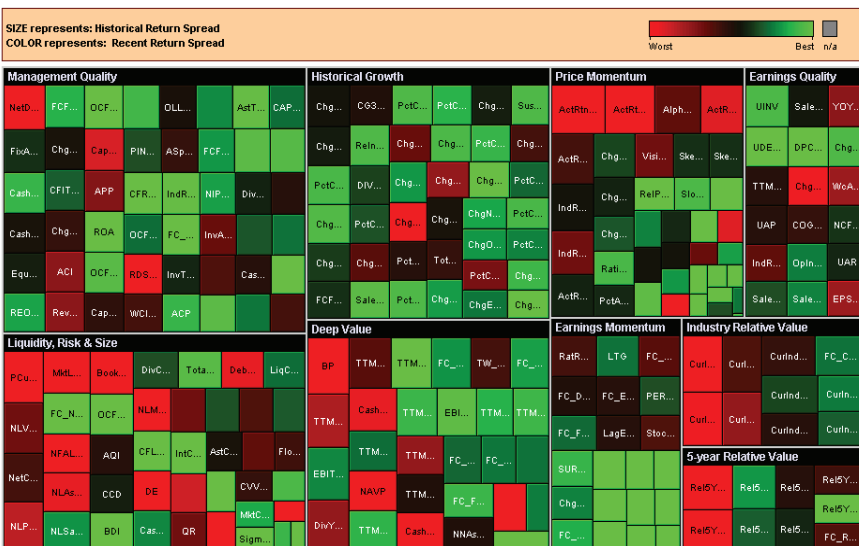 SIZE represents: Historical Return Spread
COLOR represents: Recent Return Spread
Worst Best n/a
Management Quality
NetD... FCF... OCF... OLL... AstT... CAP...
FixA... Chg... Cap... PIN... ASp... FCF...
Cash... CFIT... APP CFR... IndR... NIP... Div...
Cash... Chg... ROA OCF... FC_... InvA...
Equ... ACI OCF... RDS... InvT... Cas...
REO... Rev... Cap... WCI... ACP
Historical Growth
Chg... CG3... PctC... PctC... Chg... Sus...
Chg... ReIn... Chg... Chg... PctC... Chg...
PctC... DIV... Chg... Chg... Chg... PctC...
Chg... PctC... Chg... Chg... ChgN... PctC...
ChgO... PctC...
Chg... Chg... Pct... Tot... PctC... Chg...
FCF... Sale... Pct... Chg... ChgE... Chg...
Price Momentum
ActRtn... ActRt... Alph... ActR...
ActR... Chg... Visi... Ske... Ske...
IndR... Chg... RelP... Slo...
Chg...
IndR... Rati...
ActR... PctA...
Earnings Quality
UINV Sale... YOY...
UDE... DPC... Chg...
TTM... Chg... WcA...
UAP COG... NCF...
IndR... OpIn... UAR
Sale... Sale... EPS...
Liquidity, Risk & Size
PCu... MktL... Book... DivC... Tota... Deb... LiqC...
NLV... FC_N... OCF... NLM...
NFAL... AQI CFL... IntC... AstC... Flo...
NetC... NLAs... CCD DE CVV...
MktC...
NLP... NLSa... BDI Cas... QR Sigm...
Deep Value
BP TTM... TTM... FC_... TW_... FC_...
TTM... Cash... TTM... EBI... TTM... TTM...
EBIT... TTM... TTM... FC_... FC_...
NAVP TTM... FC_F...
DivY... TTM... Cash... NNAs...
Earnings Momentum
RatR... LTG FC_...
FC_D... FC_E... PER...
FC_F... LagE... Stoc...
SUR...
Chg...
FC_...
Industry Relative Value
CurI... CurI... CurInd... FC_C...
CurInd... CurIn...
CurI... CurI... CurInd... CurIn...
5-year Relative Value
Rel5Y... Rel5... Rel5... Rel5Y...
Rel5Y...
Rel5Y... Rel5... Rel5... FC_R...